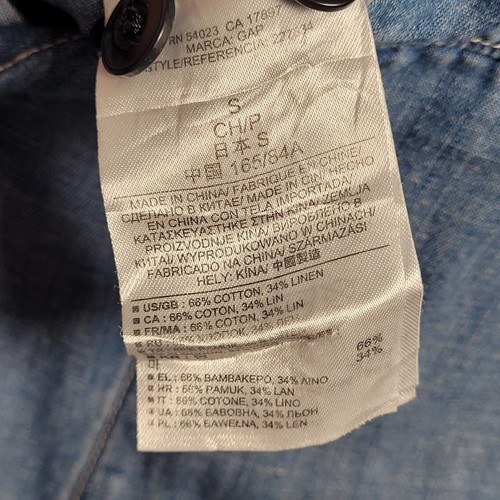 RN 54023 CA 17897
MARCA: GAP
STYLE/REFERENCIA:
S
CH/P
日本 S
中國 165/84A
MADE IN CHINA/ FABRIQUE EN CHINE/
СДЕЛАНО В КИТАЕ/ MADE IN CIN/ HECHO
EN CHINA CON TELA IMPORTADA/
ΚΑΤΑΣΚΕΥΑΣΤΗΚΕ ΣΤΗΝ ΚΙΝΑ/ ZEMLJA
PROIZVODNJE KINA/ ВИРОБЛЕНО В
КИТАЇ/ WYPRODUKOWANO W CHINACH/
FABRICADO NA CHINA/ SZÁRMAZÁSI
HELY: KÍNA/ 中國製造
US/GB : 66% COTTON, 34% LINEN
CA : 66% COTON, 34% LIN
FR/MA : 66% COTON, 34% LIN
RU :
66%
34%
EL : 66% ΒΑΜΒΑΚΕΡΟ, 34% ΛΙΝΟ
HR : 66% PAMUK, 34% LAN
IT : 66% COTONE, 34% LINO
UA : 66% БАВОВНА, 34% ЛЬОН
PL : 66% BAWEŁNA, 34% LEN